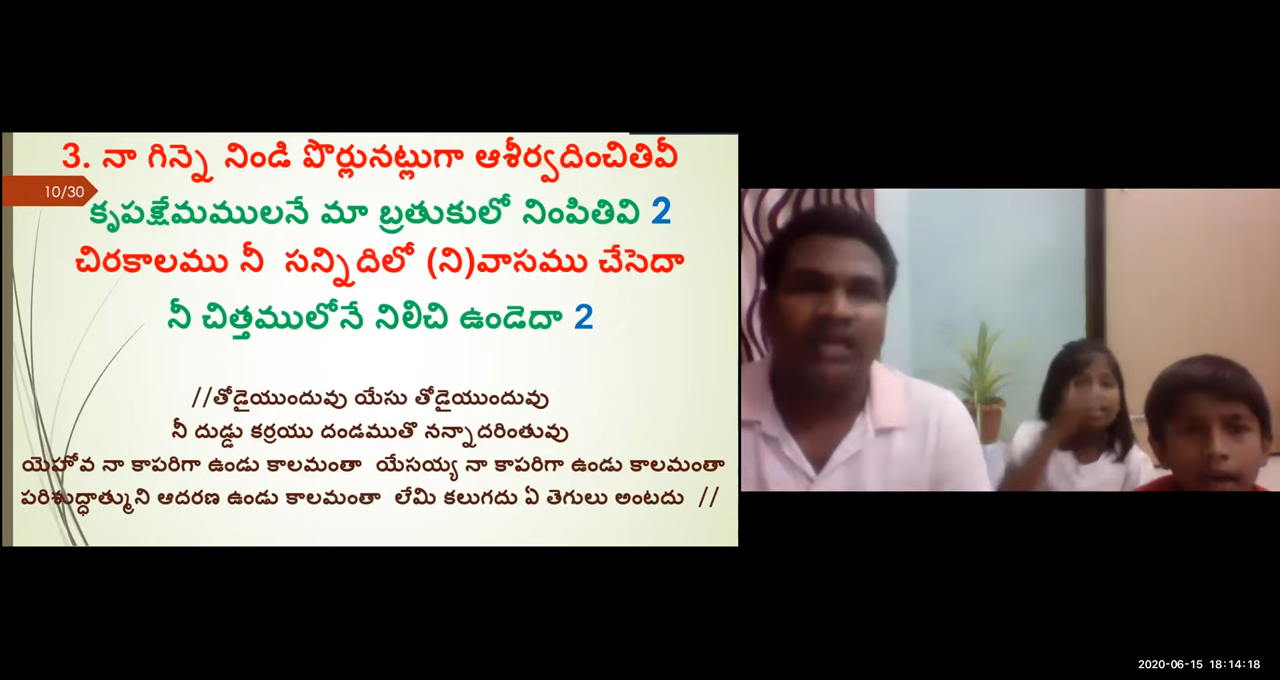 3. నా గిన్నె నిండి పొర్లునట్లుగా ఆశీర్వదించితివీ
10/30
కృపక్షేమములనే మా బ్రతుకులో నింపితివి 2
చిరకాలము నీ సన్నిదిలో (ని)వాసము చేసెదా
నీ చిత్తములోనే నిలిచి ఉండెదా 2
//తోడైయుందువు యేసు తోడైయుందువు
నీ దుడ్డు కర్రయు దండముతొ నన్నాదరింతువు
యెహోవ నా కాపరిగా ఉండు కాలమంతా యేసయ్య నా కాపరిగా ఉండు కాలమంతా
పరిశుద్ధాత్ముని ఆదరణ ఉండు కాలమంతా లేమి కలుగదు ఏ తెగులు అంటదు //
2020-06-15 18:14:18